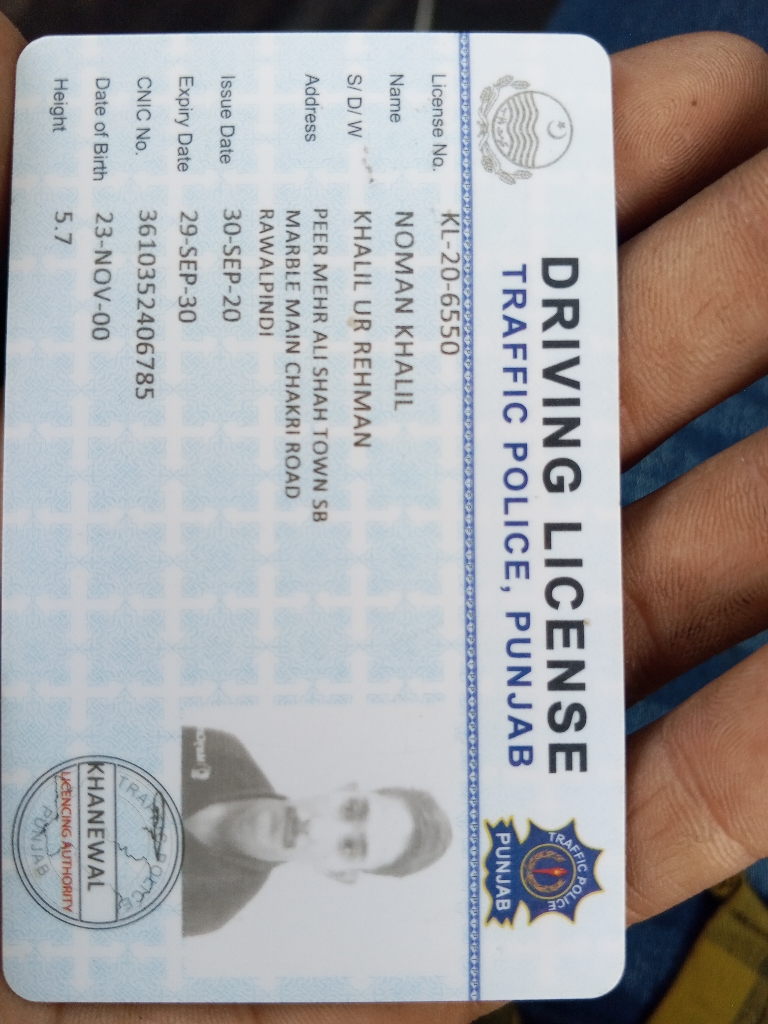 DRIVING LICENSE
TRAFFIC POLICE, PUNJAB
TRAFFIC POLICE
PUNJAB
License No. KL-20-6550
Name NOMAN KHALIL
S/ D/ W KHALIL UR REHMAN
Address PEER MEHR ALI SHAH TOWN SB
MARBLE MAIN CHAKRI ROAD
RAWALPINDI
Issue Date 30-SEP-20
Expiry Date 29-SEP-30
CNIC No. 3610352406785
Date of Birth 23-NOV-00
Height 5.7
TRAFFIC POLICE
KHANEWAL
LICENCING AUTHORITY
PUNJAB